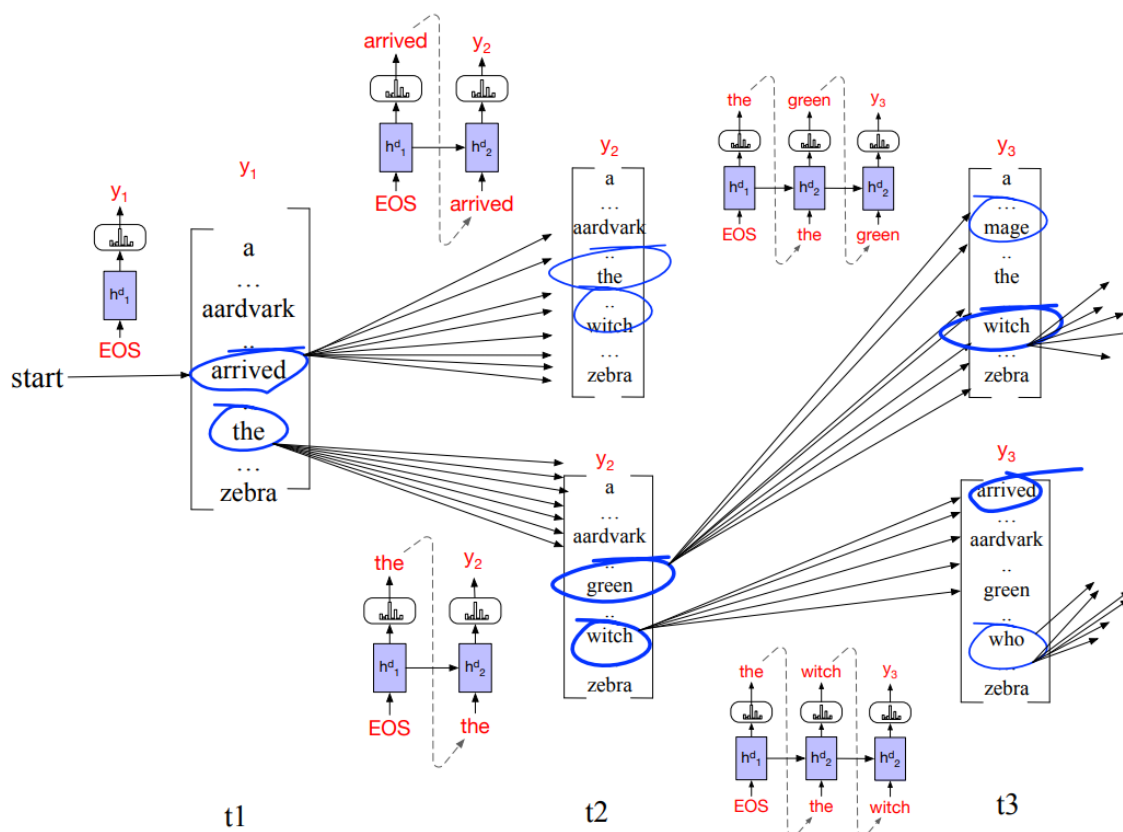 arrived y2
hd1 hd2
EOS arrived
y1
hd1
EOS
start
y1
a
...
aardvark
..
arrived
..
the
...
zebra
y2
a
...
aardvark
..
the
..
witch
...
zebra
the y2
hd1 hd2
EOS the
y2
a
...
aardvark
..
green
..
witch
...
zebra
the green y3
hd1 hd2 hd2
EOS the green
y3
a
...
mage
..
the
..
witch
...
zebra
y3
arrived
...
aardvark
..
green
..
who
...
zebra
the witch y3
hd1 hd2 hd2
EOS the witch
t1 t2 t3